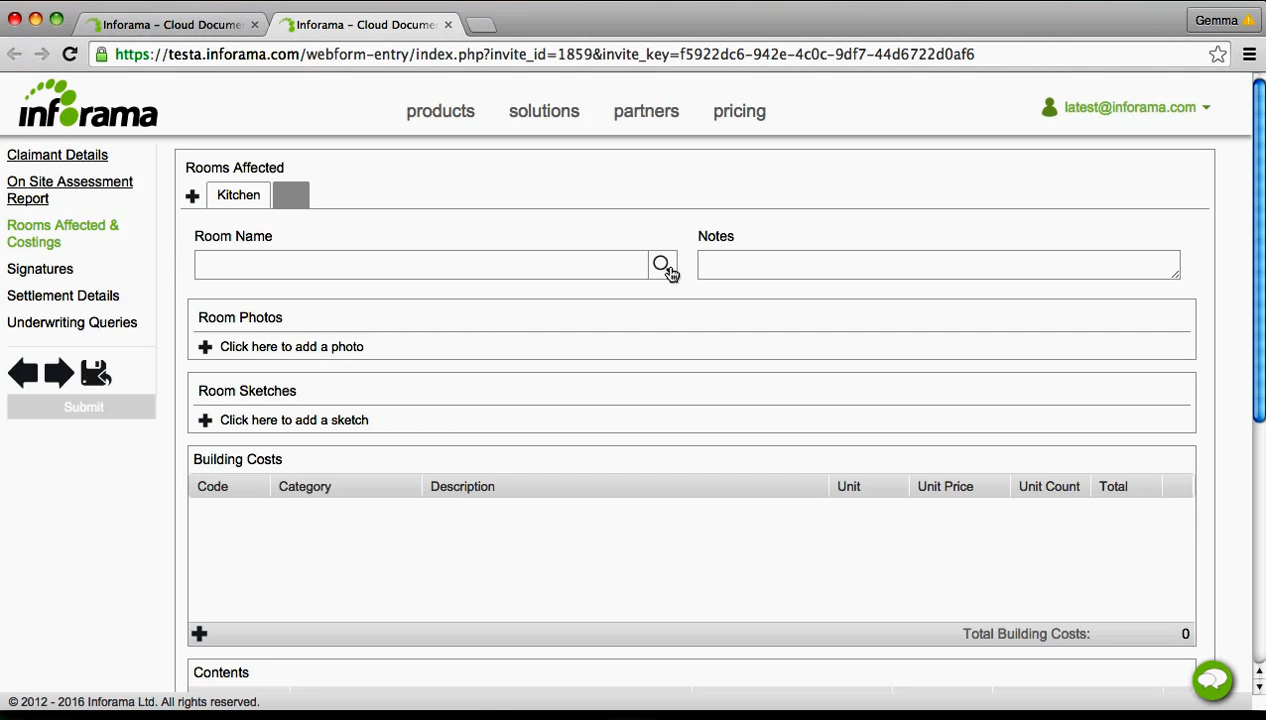 Inforama – Cloud Docume
Inforama – Cloud Docume
Gemma
https://testa.inforama.com/webform-entry/index.php?invite_id=1859&invite_key=f5922dc6-942e-4c0c-9df7-44d6722d0af6
inforama
products
solutions
partners
pricing
latest@inforama.com
Claimant Details
On Site Assessment
Report
Rooms Affected &
Costings
Signatures
Settlement Details
Underwriting Queries
Submit
Rooms Affected
Kitchen
Room Name
Notes
Room Photos
Click here to add a photo
Room Sketches
Click here to add a sketch
Building Costs
Code Category Description Unit Unit Price Unit Count Total
Total Building Costs: 0
Contents
© 2012 - 2016 Inforama Ltd. All rights reserved.